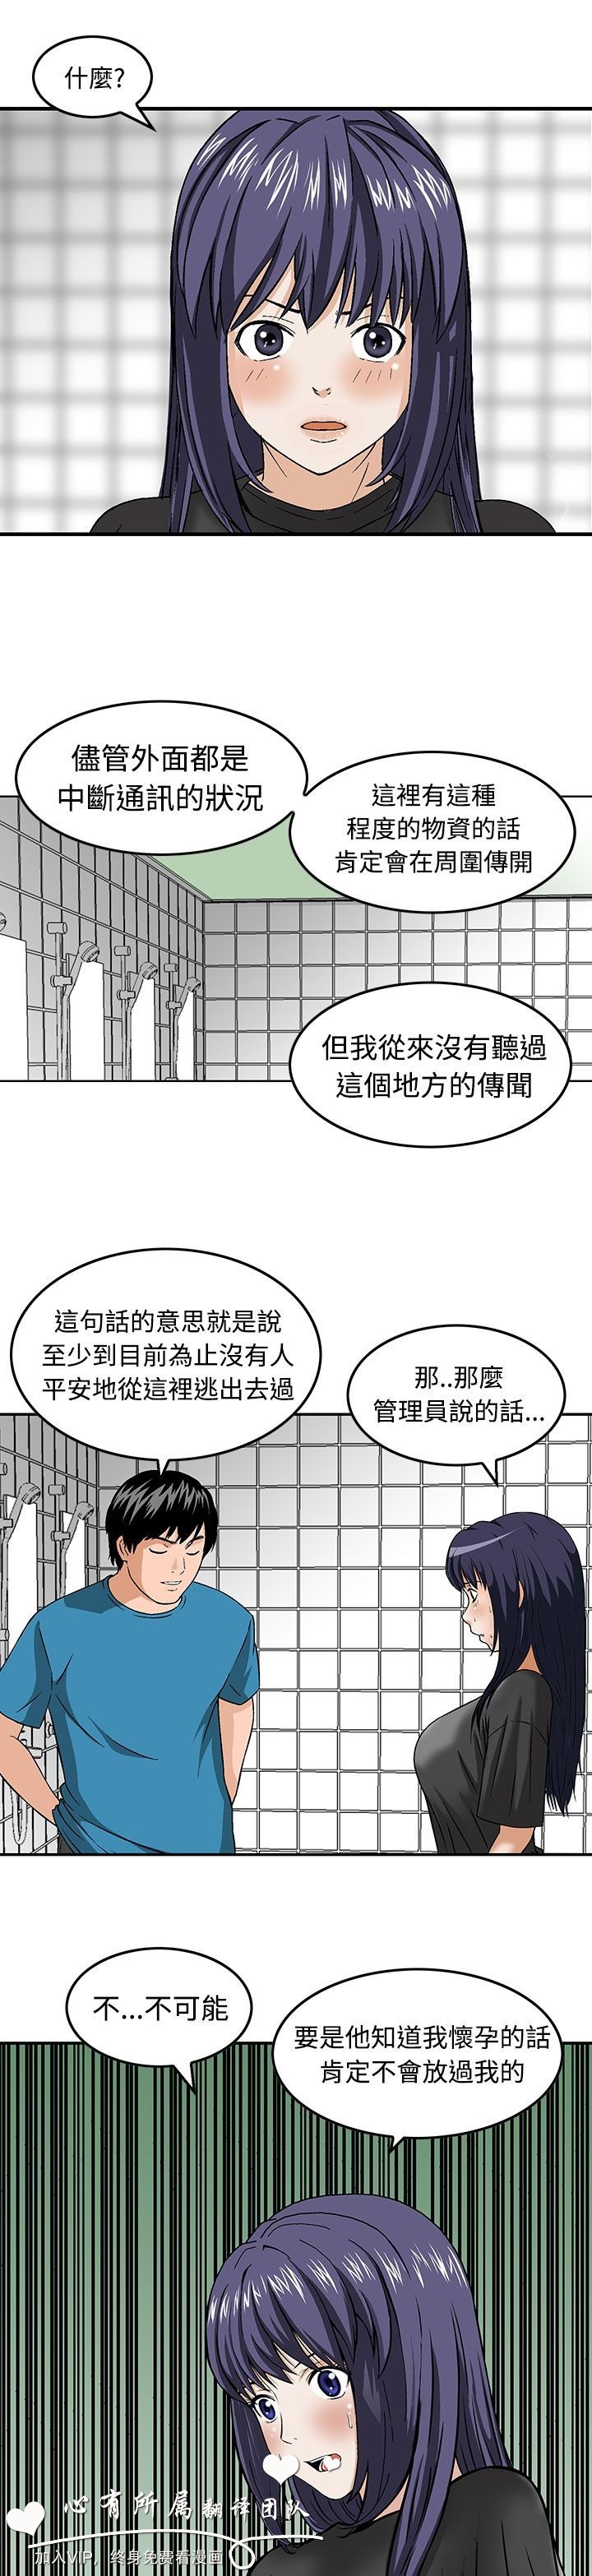 什麼?
儘管外面都是
中斷通訊的狀況
這裡有這種
程度的物資的話
肯定會在周圍傳開
但我從來沒有聽過
這個地方的傳聞
這句話的意思就是說
至少到目前為止沒有人
平安地從這裡逃出去過
那..那麼
管理員說的話...
不...不可能
要是他知道我懷孕的話
肯定不會放過我的
心有所属翻译团队
加入VIP，终身免费看漫画